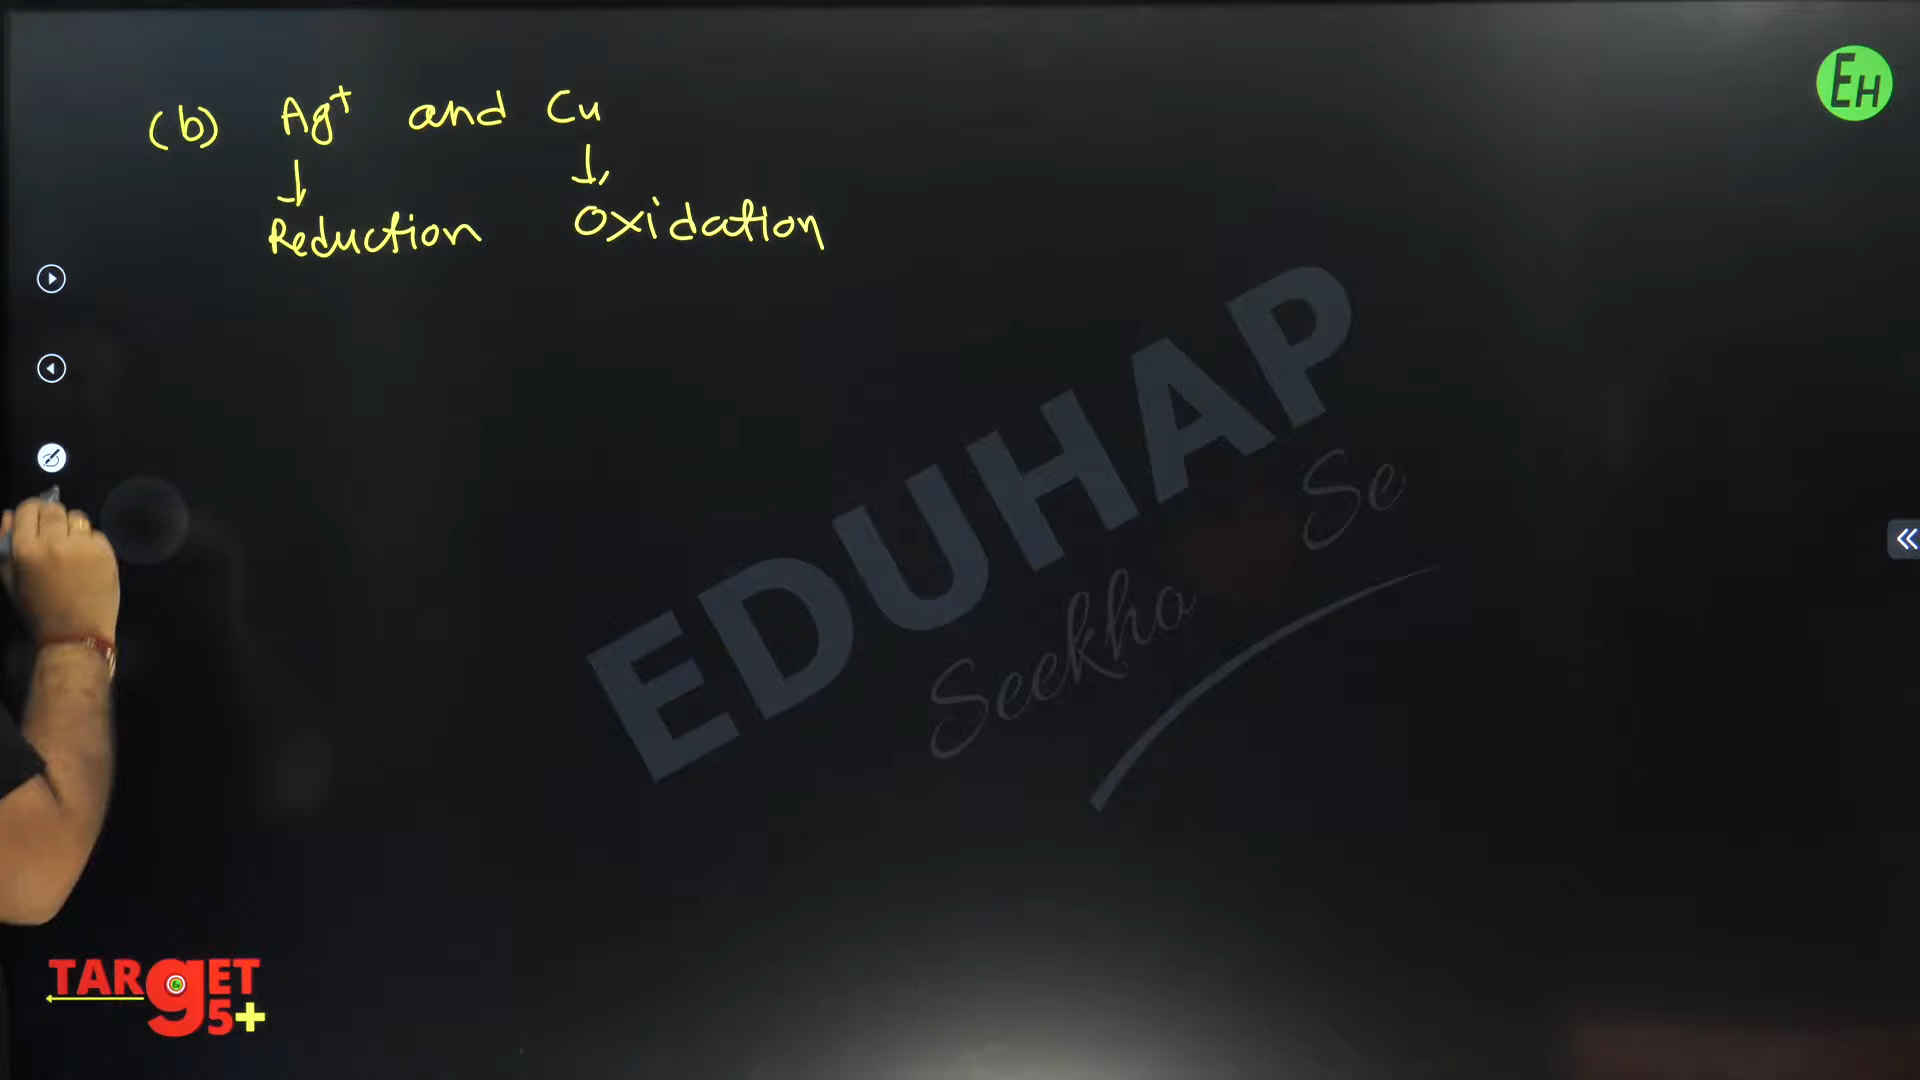 (b) Ag⁺ and Cu
↓ ↓
Reduction Oxidation
EH
EDUHAP
Seekho Se
TARgET
95+